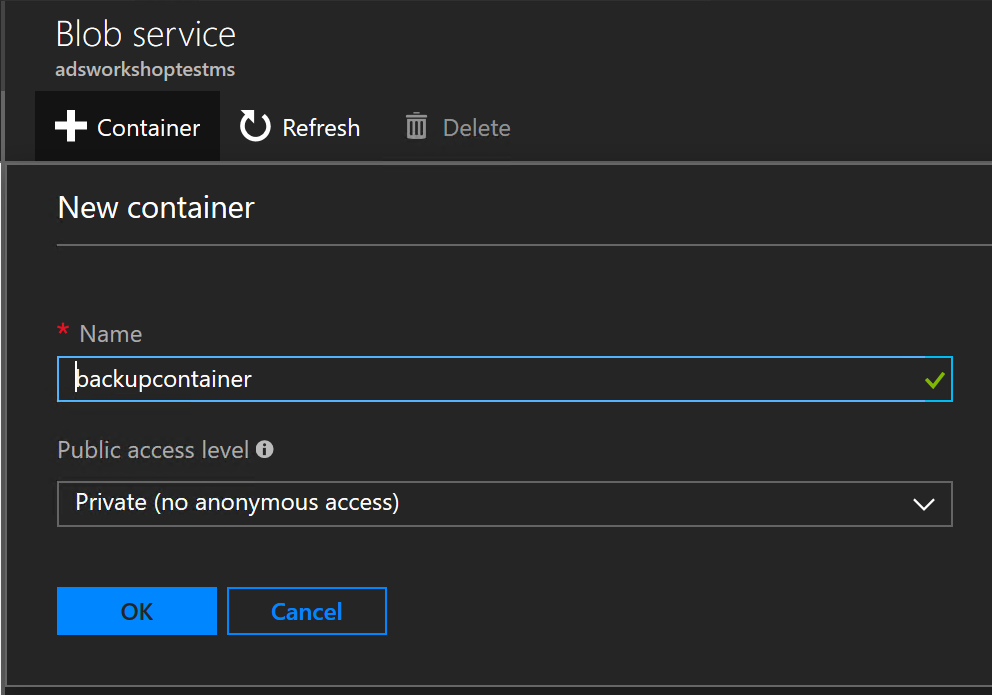 Blob service
adsworkshoptestms
Container Refresh Delete
New container
* Name
backupcontainer
Public access level
Private (no anonymous access)
OK Cancel